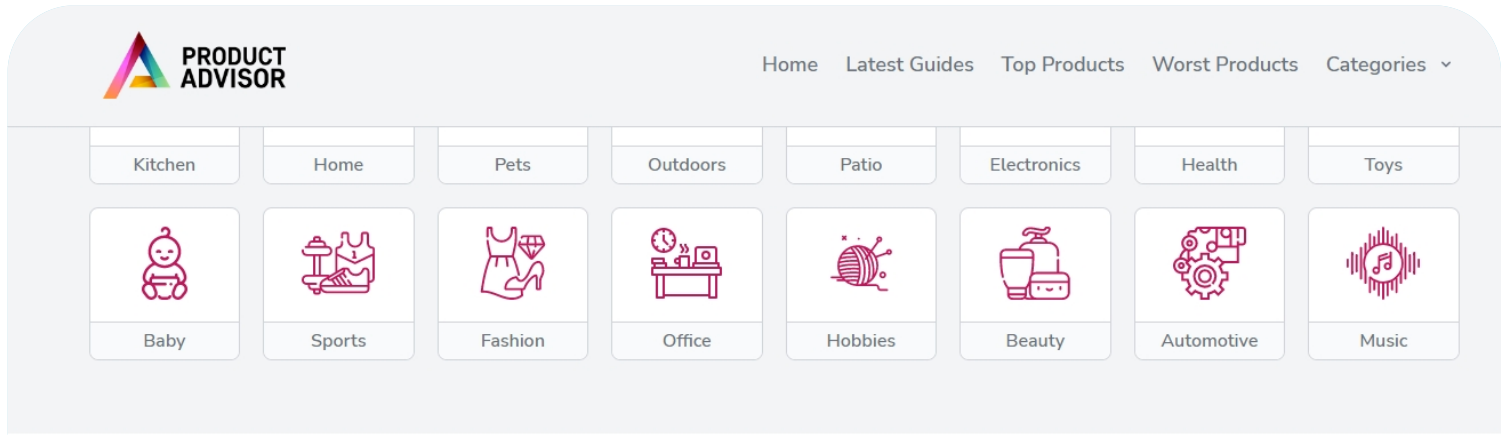 PRODUCT
ADVISOR
Home Latest Guides Top Products Worst Products Categories
Kitchen Home Pets Outdoors Patio Electronics Health Toys
1
Baby Sports Fashion Office Hobbies Beauty Automotive Music